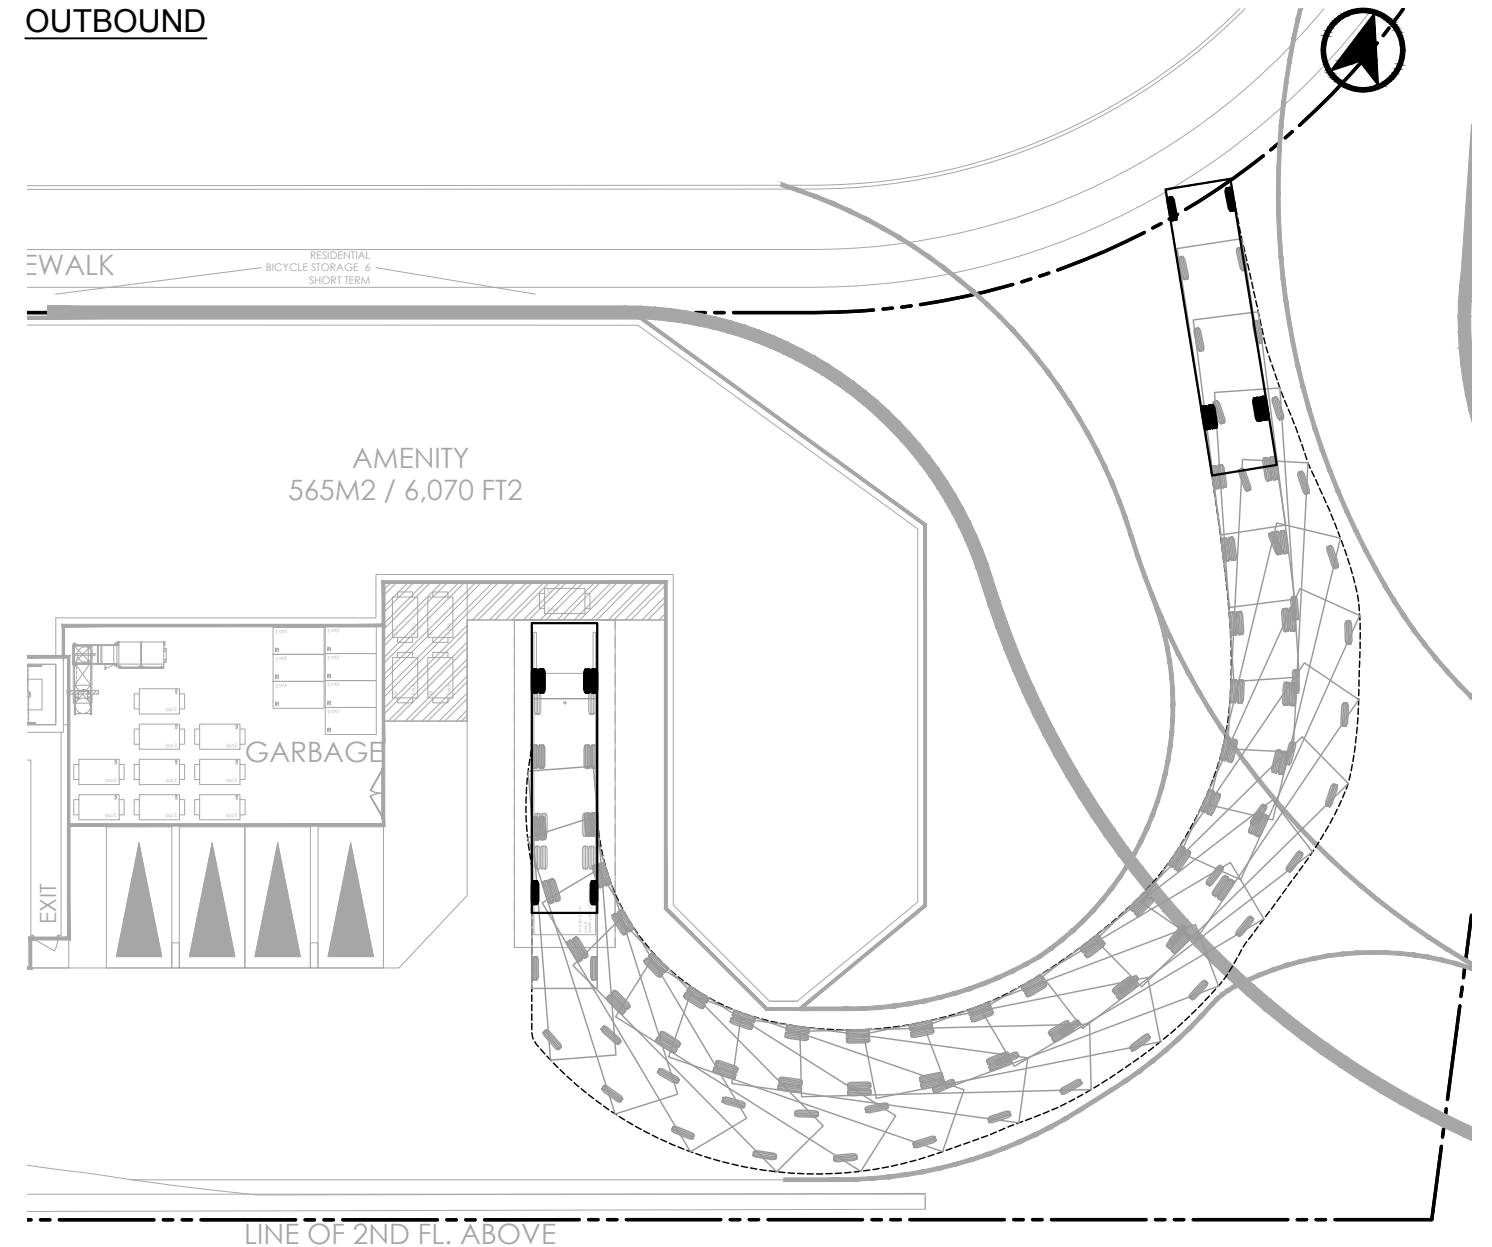 OUTBOUND
EWALK
RESIDENTIAL
BICYCLE STORAGE 6
SHORT TERM
AMENITY
565M2 / 6,070 FT2
GARBAGE
EXIT
LINE OF 2ND FL. ABOVE